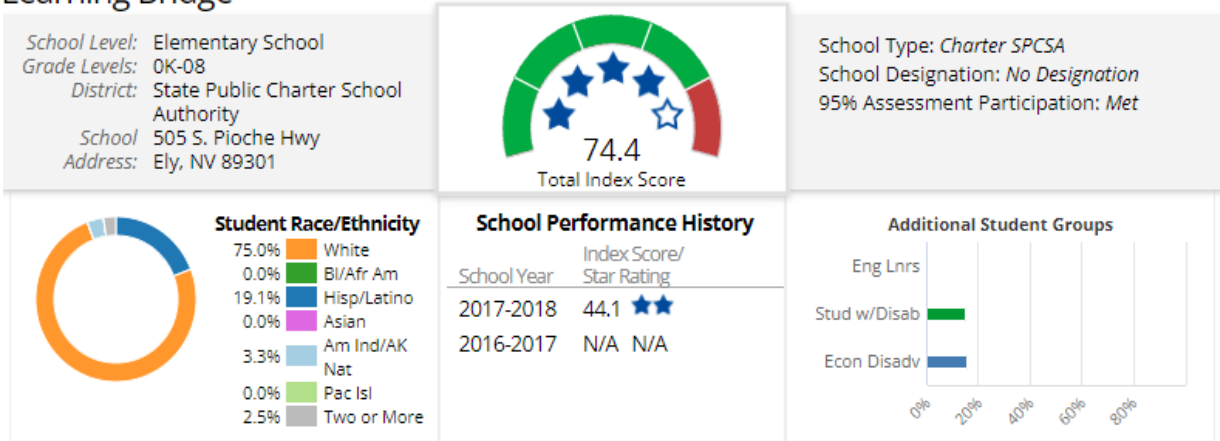 Learning Bridge
School Level: Elementary School
Grade Levels: 0K-08
District: State Public Charter School
Authority
School 505 S. Pioche Hwy
Address: Ely, NV 89301
74.4
Total Index Score
School Type: Charter SPCSA
School Designation: No Designation
95% Assessment Participation: Met
Student Race/Ethnicity
75.0% White
0.0% Bl/Afr Am
19.1% Hisp/Latino
0.0% Asian
3.3% Am Ind/AK
Nat
0.0% Pac Isl
2.5% Two or More
School Performance History
Index Score/
School Year Star Rating
2017-2018 44.1
2016-2017 N/A N/A
Additional Student Groups
Eng Lnrs
Stud w/Disab
Econ Disadv
0% 20% 40% 60% 80%